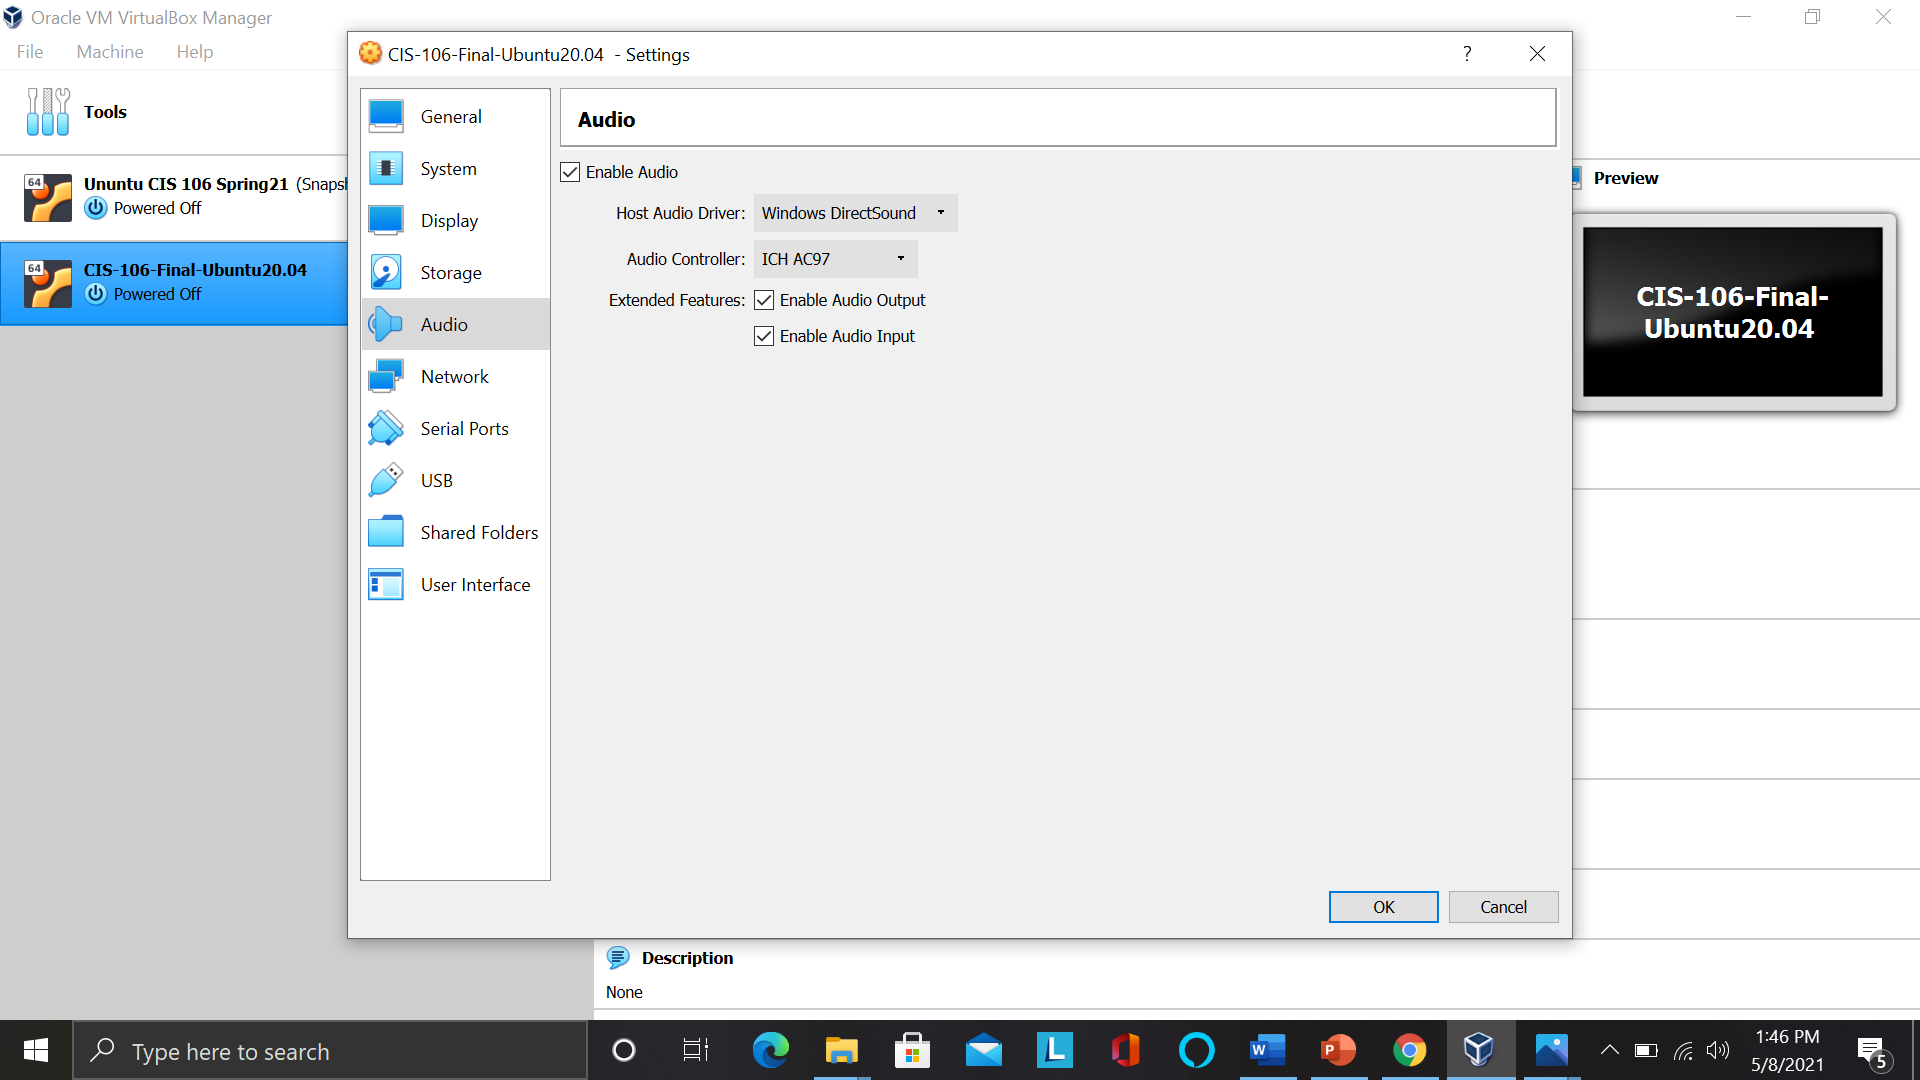 Oracle VM VirtualBox Manager
File Machine Help
Tools
64
Ununtu CIS 106 Spring21 (Snapsh
Powered Off
64
CIS-106-Final-Ubuntu20.04
Powered Off
CIS-106-Final-Ubuntu20.04 - Settings
?
General
System
Display
Storage
Audio
Network
Serial Ports
USB
Shared Folders
User Interface
Audio
Enable Audio
Host Audio Driver: Windows DirectSound
Audio Controller: ICH AC97
Extended Features: Enable Audio Output
Enable Audio Input
OK Cancel
Preview
CIS-106-Final-
Ubuntu20.04
Description
None
Type here to search
L
W
P
1:46 PM
5/8/2021
5